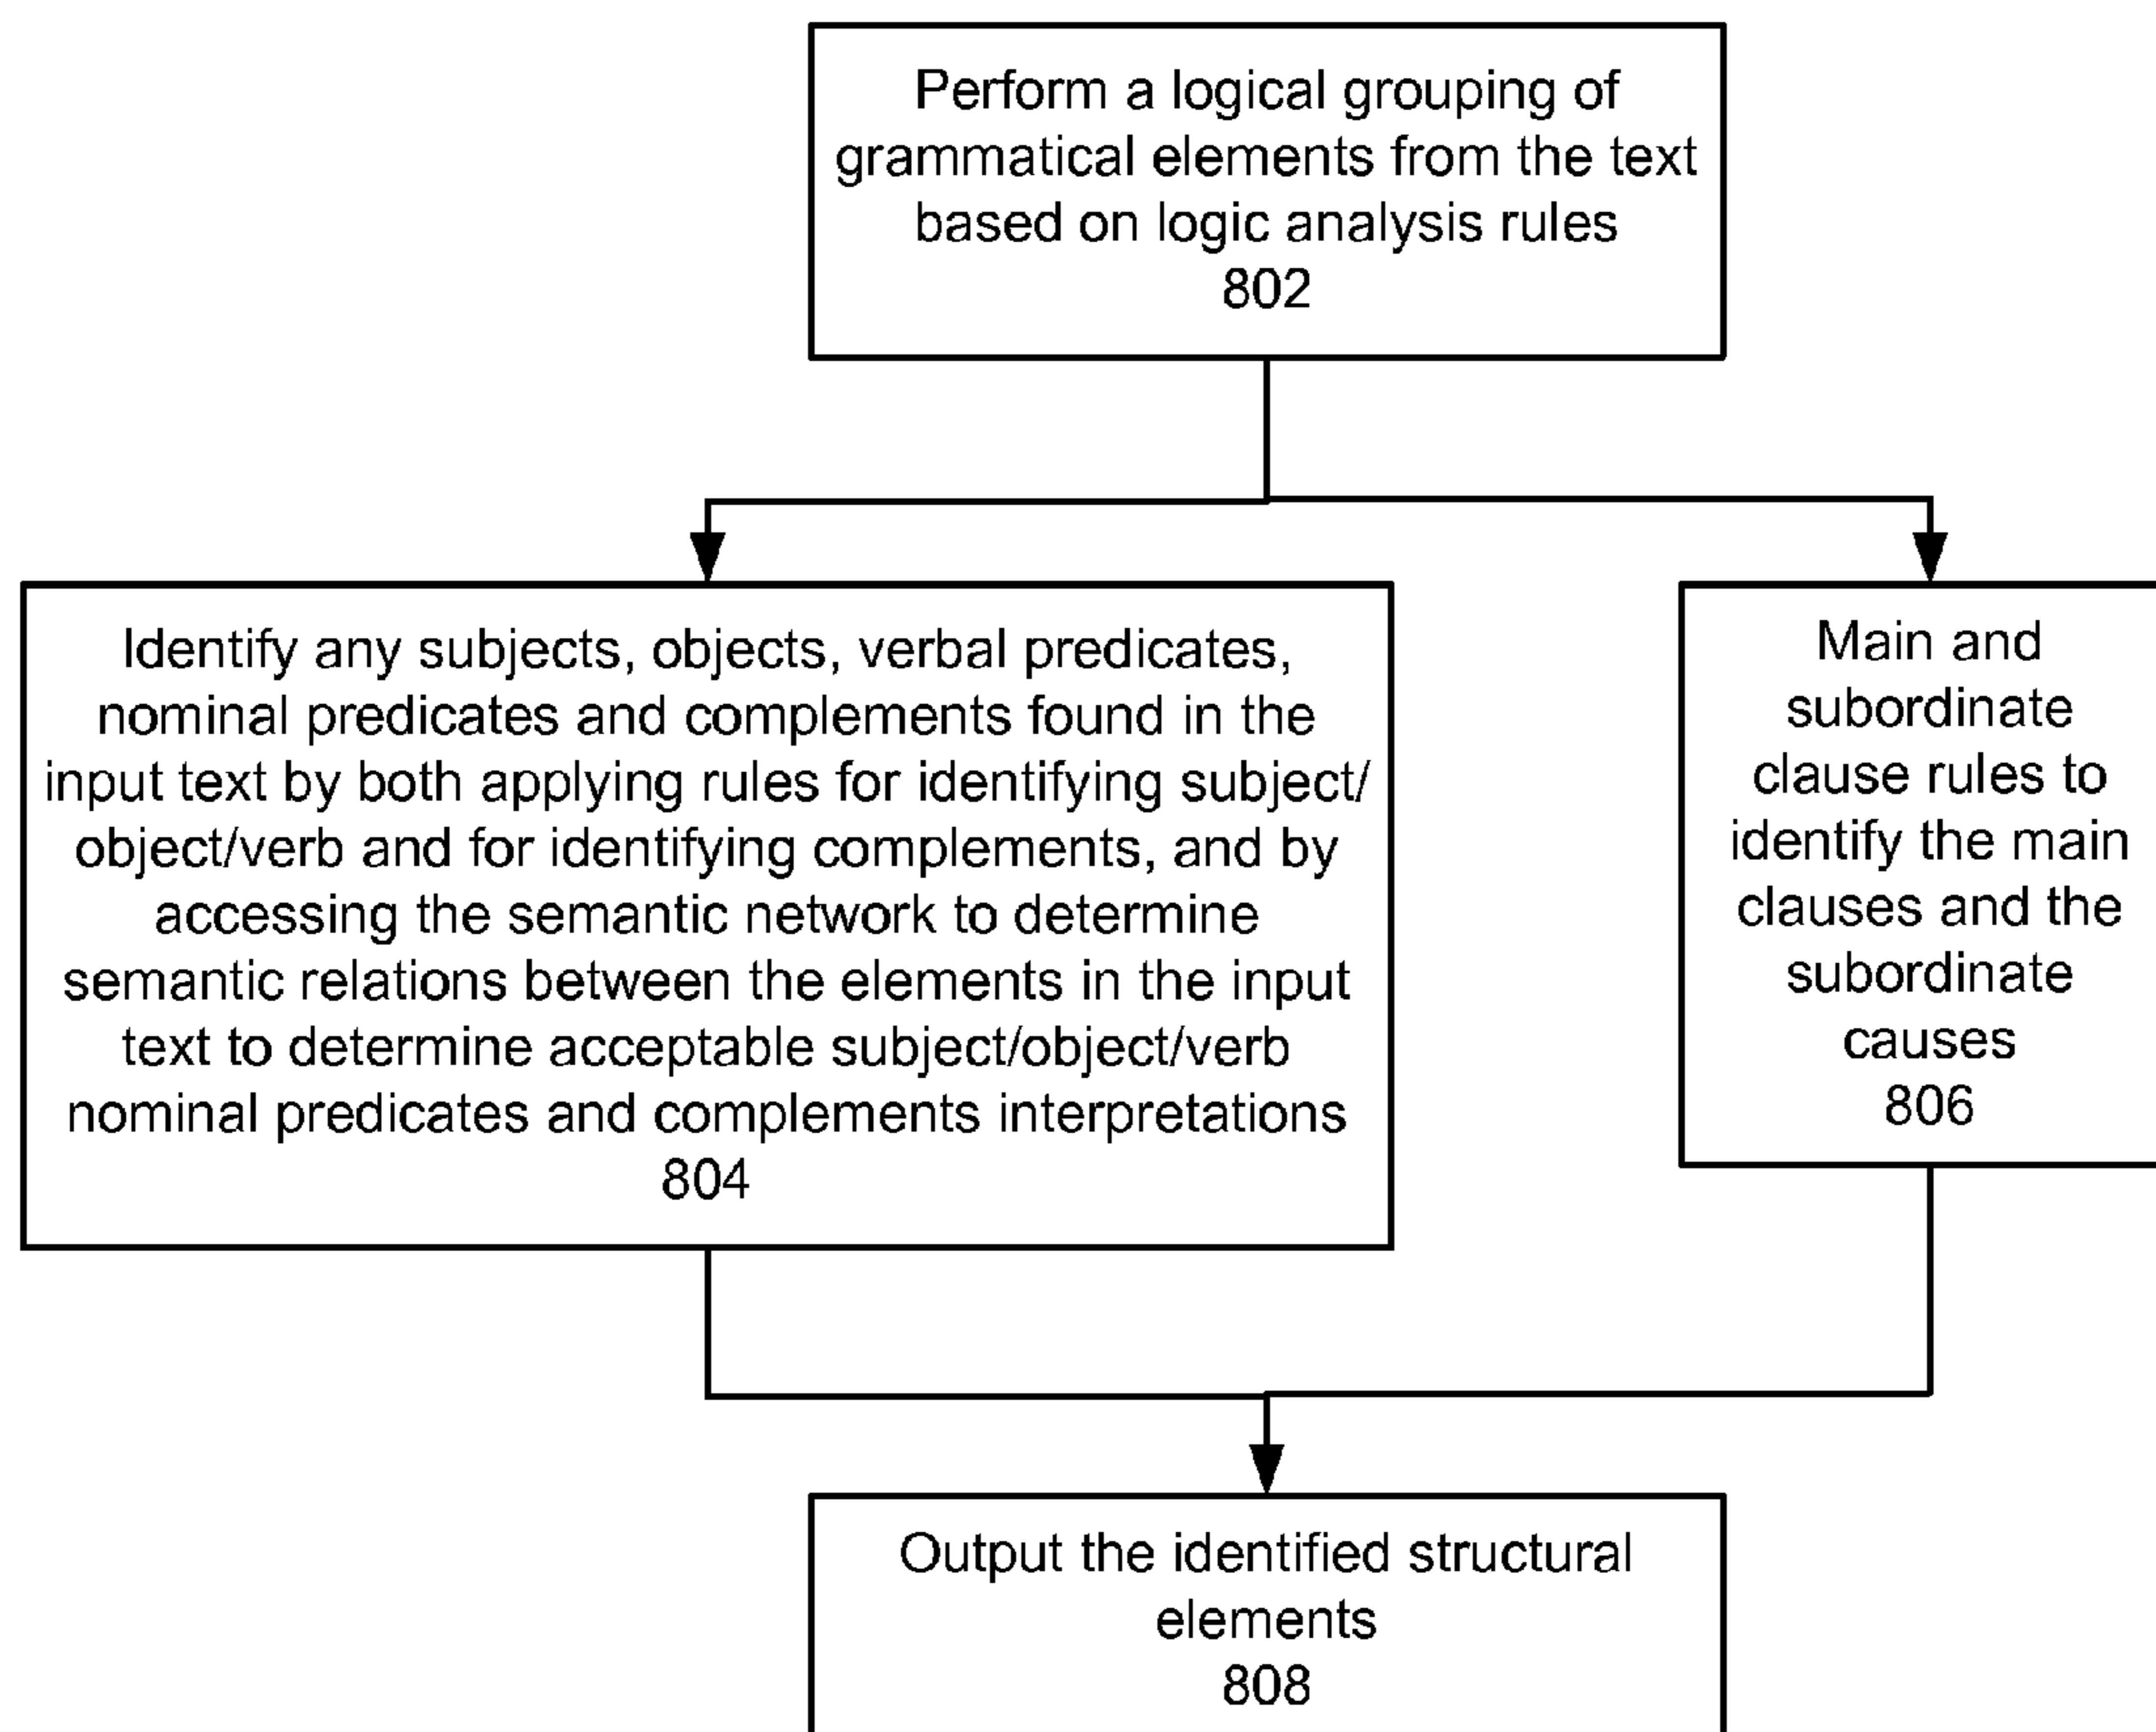 Perform a logical grouping of
grammatical elements from the text
based on logic analysis rules
802
Identify any subjects, objects, verbal predicates,
nominal predicates and complements found in the
input text by both applying rules for identifying subject/
object/verb and for identifying complements, and by
accessing the semantic network to determine
semantic relations between the elements in the input
text to determine acceptable subject/object/verb
nominal predicates and complements interpretations
804
Main and
subordinate
clause rules to
identify the main
clauses and the
subordinate
causes
806
Output the identified structural
elements
808